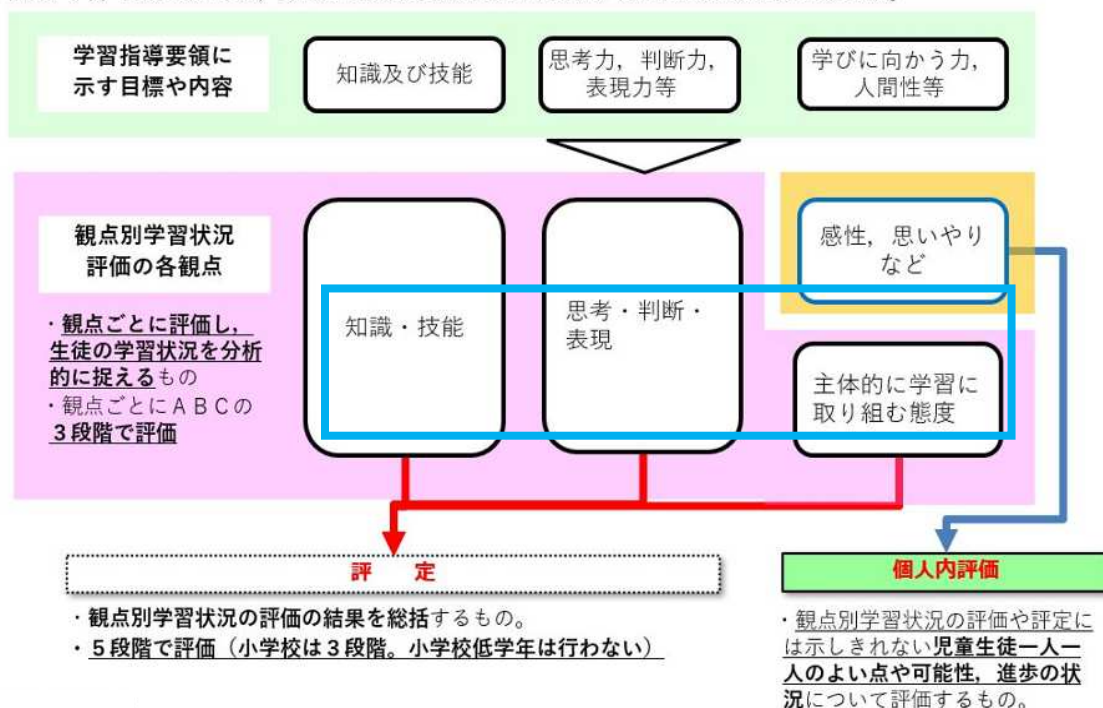 学習指導要領に
示す目標や内容
知識及び技能
思考力，判断力，
表現力等
学びに向かう力，
人間性等
観点別学習状況
評価の各観点
・観点ごとに評価し，
生徒の学習状況を分析
的に捉えるもの
・観点ごとにＡＢＣの
３段階で評価
知識・技能
思考・判断・
表現
感性，思いやり
など
主体的に学習に
取り組む態度
評　定
・観点別学習状況の評価の結果を総括するもの。
・５段階で評価（小学校は３段階。小学校低学年は行わない）
個人内評価
・観点別学習状況の評価や評定に
は示しきれない児童生徒一人一
人のよい点や可能性，進歩の状
況について評価するもの。